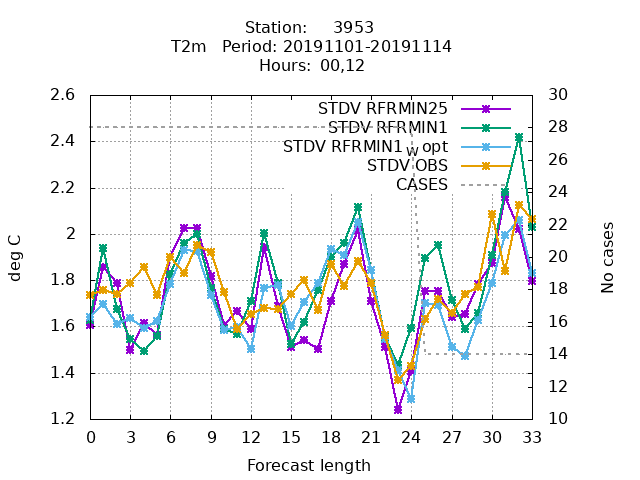 Station: 3953
T2m Period: 20191101-20191114
Hours: 00,12
2.6
2.4
2.2
2
1.8
1.6
1.4
1.2
deg C
30
28
26
24
22
20
18
16
14
12
10
No cases
STDV RFRMIN25
STDV RFRMIN1
STDV RFRMIN1_w opt
STDV OBS
CASES
0 3 6 9 12 15 18 21 24 27 30 33
Forecast length